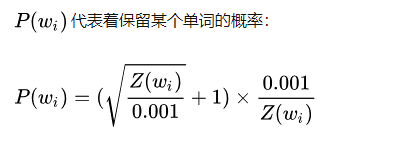 P(w_i)代表着保留某个单词的概率:
P(w_i) = (√(Z(w_i)/0.001) + 1) × 0.001/Z(w_i)